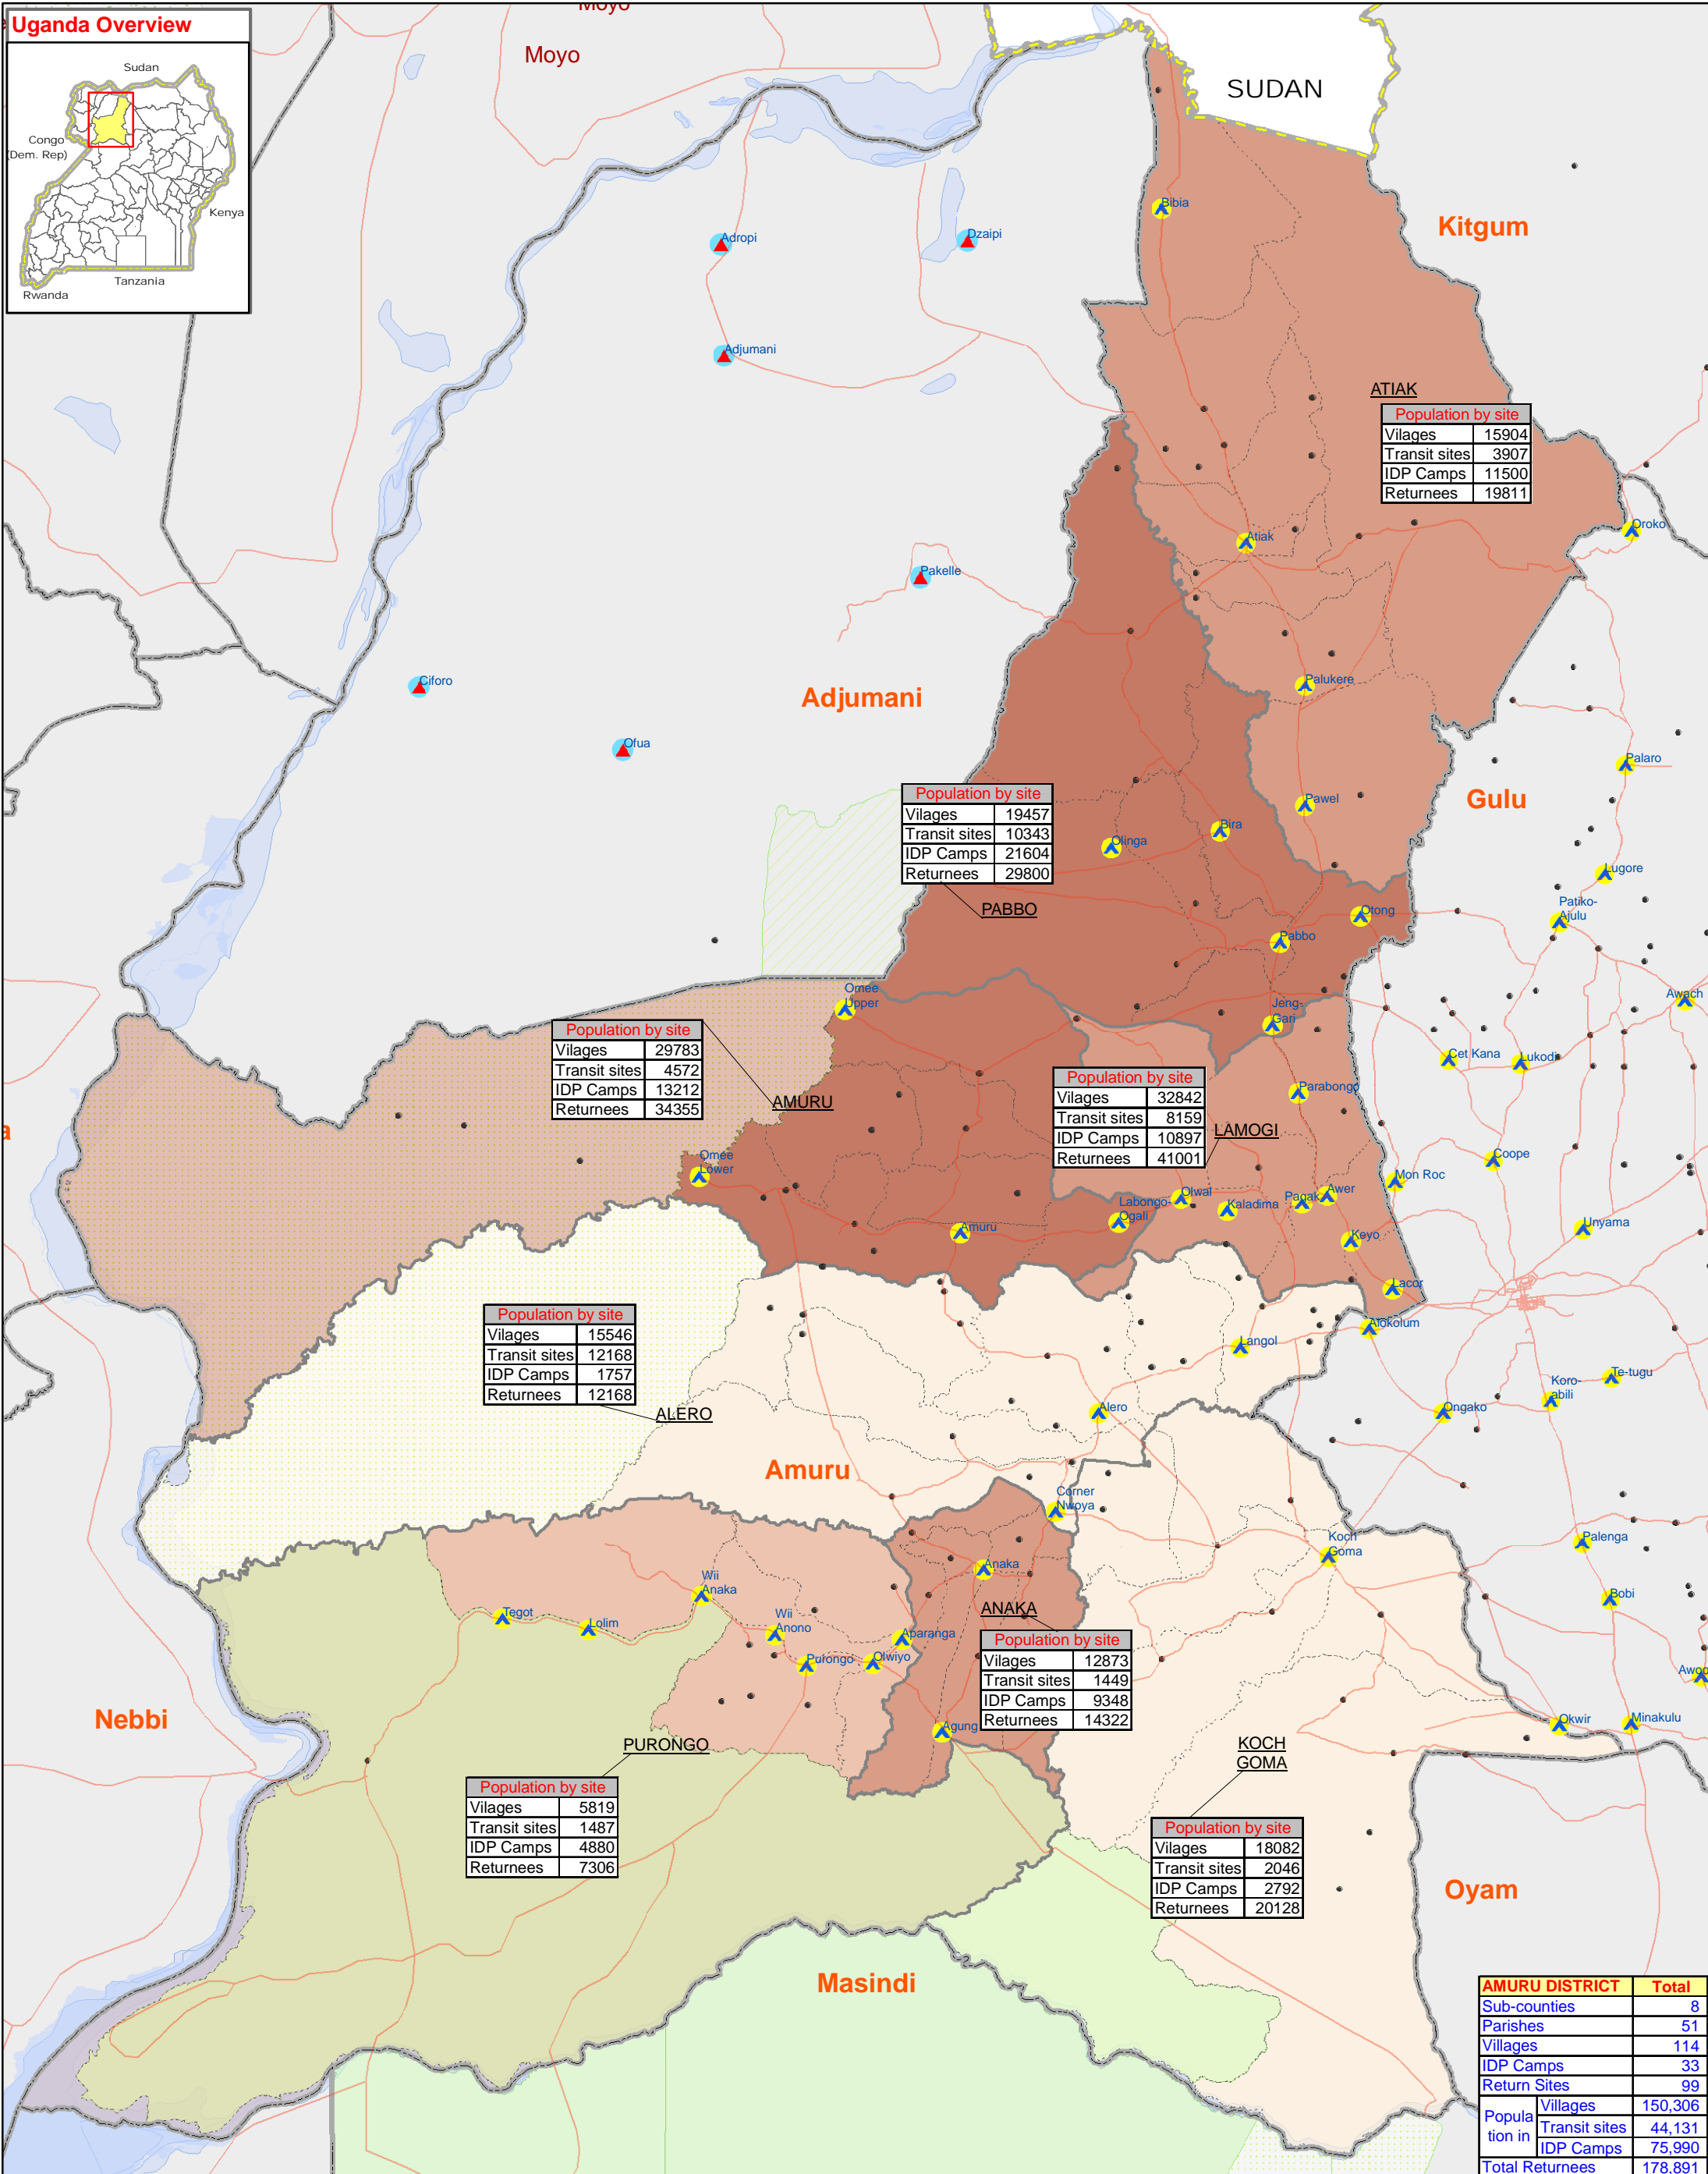 Uganda Overview
Sudan
Congo
(Dem. Rep)
Kenya
Tanzania
Rwanda
Moyo
Moyo
SUDAN
Bibia
Kitgum
Adropi
Dzaipi
Adjumani
ATIAK
Population by site
Vilages 15904
Transit sites 3907
IDP Camps 11500
Returnees 19811
Oroko
Atiak
Pakelle
Ciforo
Palukere
Adjumani
Ofua
Palaro
Gulu
Pawel
Population by site
Vilages 19457
Transit sites 10343
IDP Camps 21604
Returnees 29800
PABBO
Olinga
Bira
Lugore
Patiko-
Ajulu
Otong
Pabbo
Omee
Upper
Jeng-
Gari
Awach
Population by site
Vilages 29783
Transit sites 4572
IDP Camps 13212
Returnees 34355
AMURU
Cet Kana
Lukodi
Population by site
Vilages 32842
Transit sites 8159
IDP Camps 10897
Returnees 41001
LAMOGI
Parabongo
a
Omee
Lower
Coope
Mon Roc
Labongo-
Ogali
Olwal
Kaladima
Pagak
Awer
Amuru
Keyo
Unyama
Lacor
Alokolum
Langol
Population by site
Vilages 15546
Transit sites 12168
IDP Camps 1757
Returnees 12168
ALERO
Te-tugu
Koro-
abili
Alero
Ongako
Amuru
Corner
Nwoya
Koch
Goma
Palenga
Anaka
Wii
Anaka
Bobi
Tegot
Lolim
Wii
Anono
Aparanga
ANAKA
Population by site
Vilages 12873
Transit sites 1449
IDP Camps 9348
Returnees 14322
Purongo
Olwiyo
Nebbi
Agung
Okwir
Minakulu
PURONGO
Population by site
Vilages 5819
Transit sites 1487
IDP Camps 4880
Returnees 7306
KOCH
GOMA
Population by site
Vilages 18082
Transit sites 2046
IDP Camps 2792
Returnees 20128
Oyam
Masindi
AMURU DISTRICT Total
Sub-counties 8
Parishes 51
Villages 114
IDP Camps 33
Return Sites 99
Popula
tion in
Villages 150,306
Transit sites 44,131
IDP Camps 75,990
Total Returnees 178,891